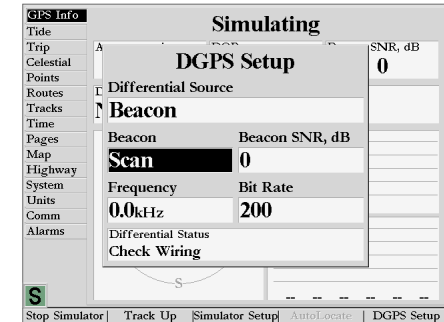 GPS Info
Tide
Trip
Celestial
Points
Routes
Tracks
Time
Pages
Map
Highway
System
Units
Comm
Alarms
Simulating
SNR, dB
0
DGPS Setup
Differential Source
Beacon
Beacon Beacon SNR, dB
Scan 0
Frequency Bit Rate
0.0kHz 200
Differential Status
Check Wiring
S
S
-- -- -- -- --
Stop Simulator | Track Up | Simulator Setup | AutoLocate | DGPS Setup